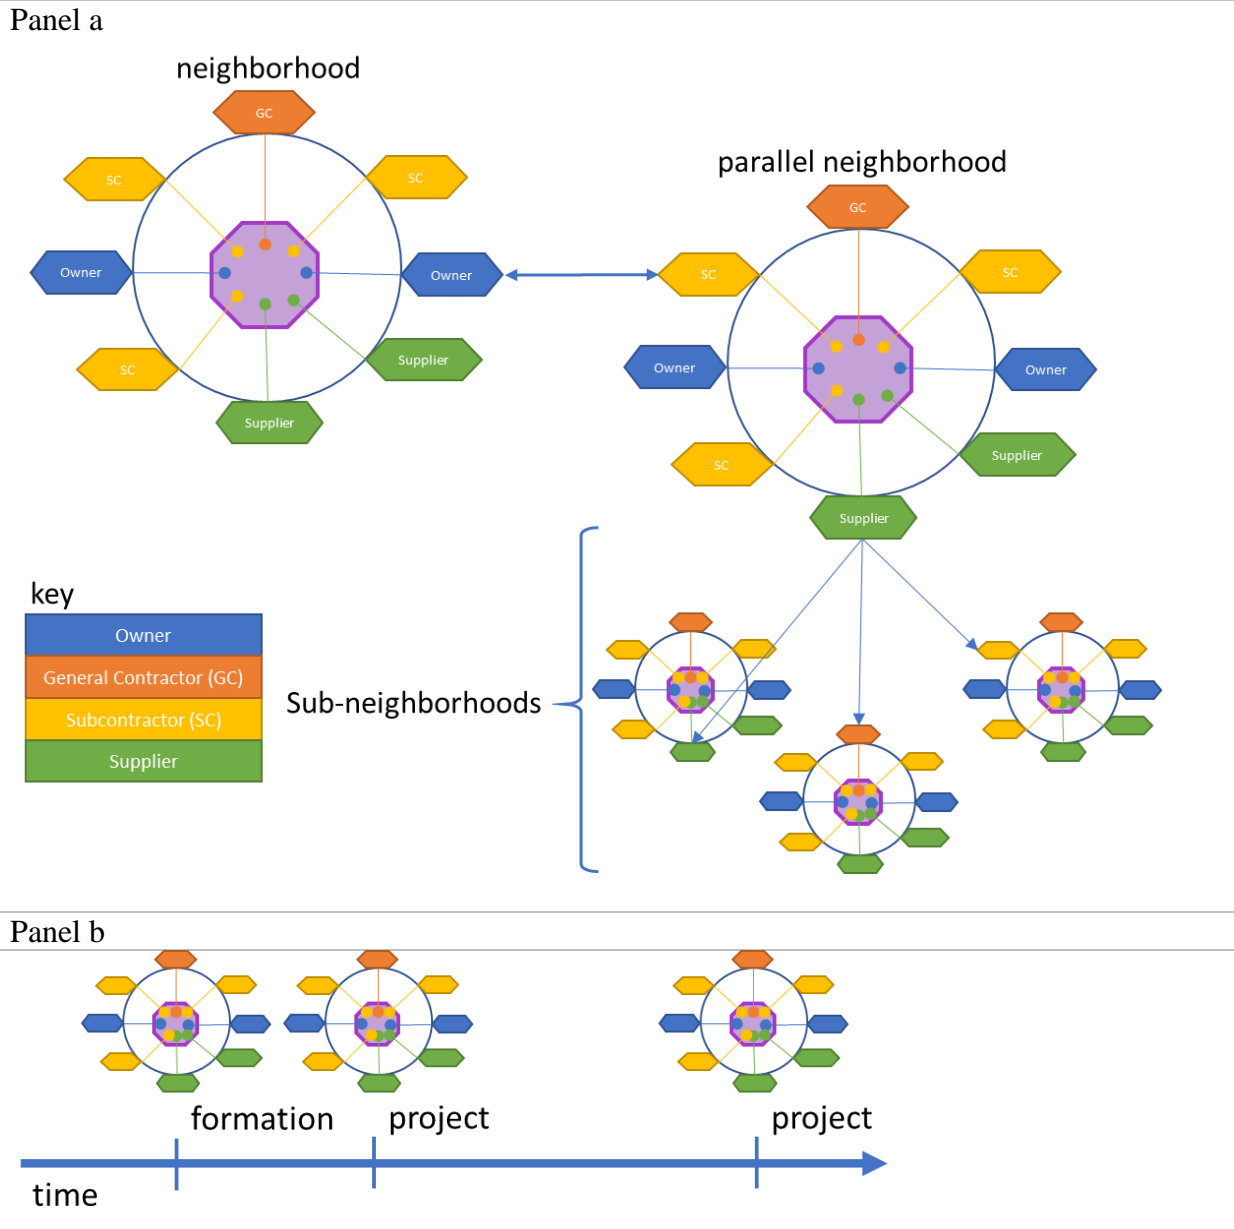 Panel a
neighborhood
GC
SC
SC
Owner
Owner
SC
Supplier
Supplier
parallel neighborhood
GC
SC
SC
Owner
Owner
SC
Supplier
Supplier
key
Owner
General Contractor (GC)
Subcontractor (SC)
Supplier
Sub-neighborhoods
Panel b
formation
project
project
time